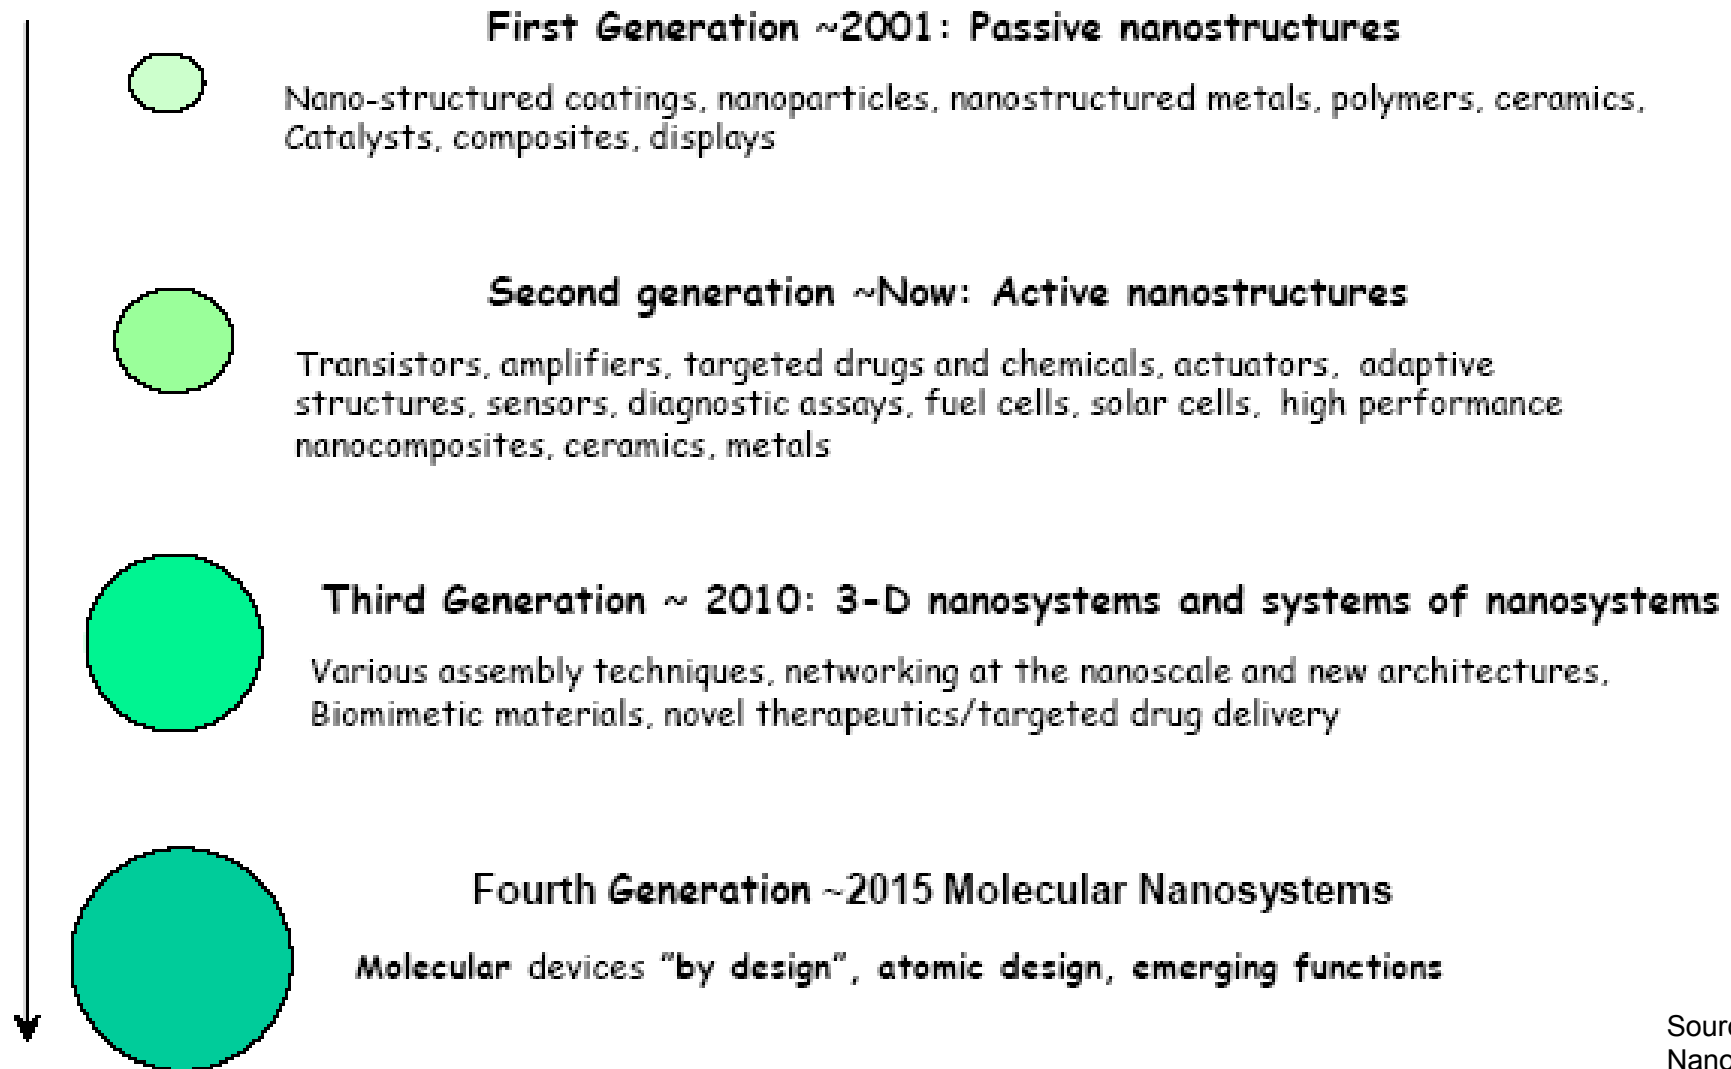 First Generation ~2001: Passive nanostructures
Nano-structured coatings, nanoparticles, nanostructured metals, polymers, ceramics,
Catalysts, composites, displays
Second generation ~Now: Active nanostructures
Transistors, amplifiers, targeted drugs and chemicals, actuators, adaptive
structures, sensors, diagnostic assays, fuel cells, solar cells, high performance
nanocomposites, ceramics, metals
Third Generation ~ 2010: 3-D nanosystems and systems of nanosystems
Various assembly techniques, networking at the nanoscale and new architectures,
Biomimetic materials, novel therapeutics/targeted drug delivery
Fourth Generation ~2015 Molecular Nanosystems
Molecular devices "by design", atomic design, emerging functions